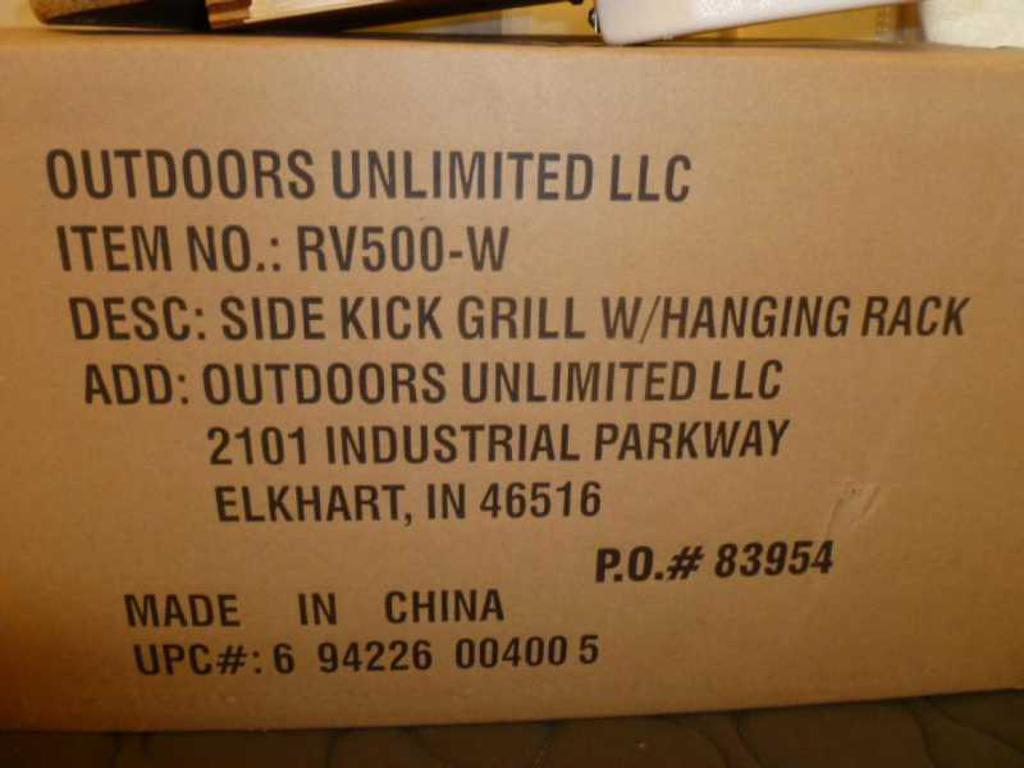 OUTDOORS UNLIMITED LLC
ITEM NO.: RV500-W
DESC: SIDE KICK GRILL W/HANGING RACK
ADD: OUTDOORS UNLIMITED LLC
2101 INDUSTRIAL PARKWAY
ELKHART, IN 46516
P.O.# 83954
MADE IN CHINA
UPC#: 6 94226 00400 5